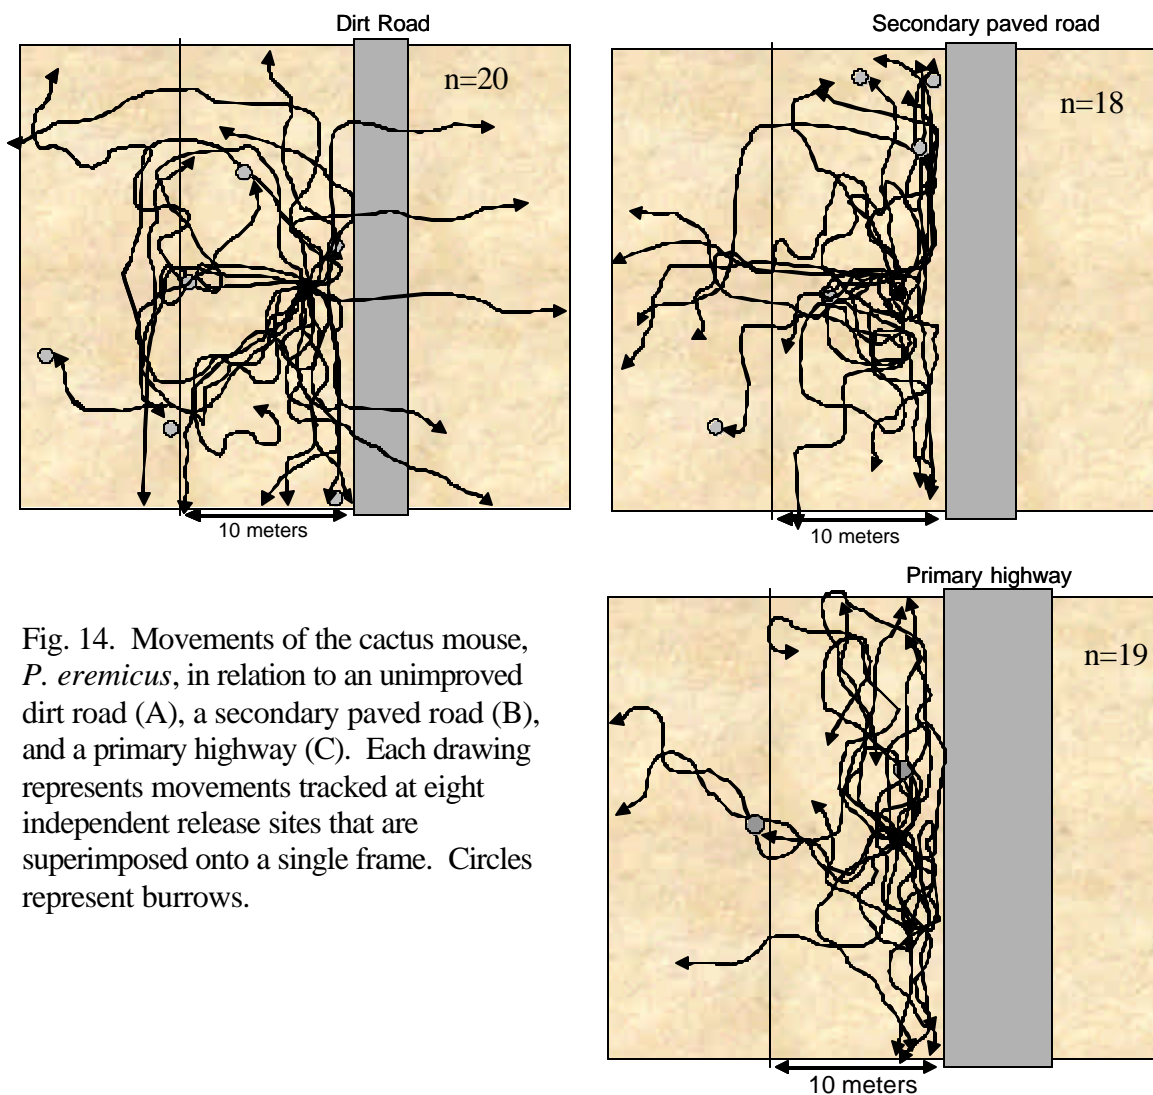 Dirt Road
n=20
10 meters
Secondary paved road
n=18
10 meters
Primary highway
n=19
10 meters
Fig. 14. Movements of the cactus mouse,
P. eremicus, in relation to an unimproved
dirt road (A), a secondary paved road (B),
and a primary highway (C). Each drawing
represents movements tracked at eight
independent release sites that are
superimposed onto a single frame. Circles
represent burrows.